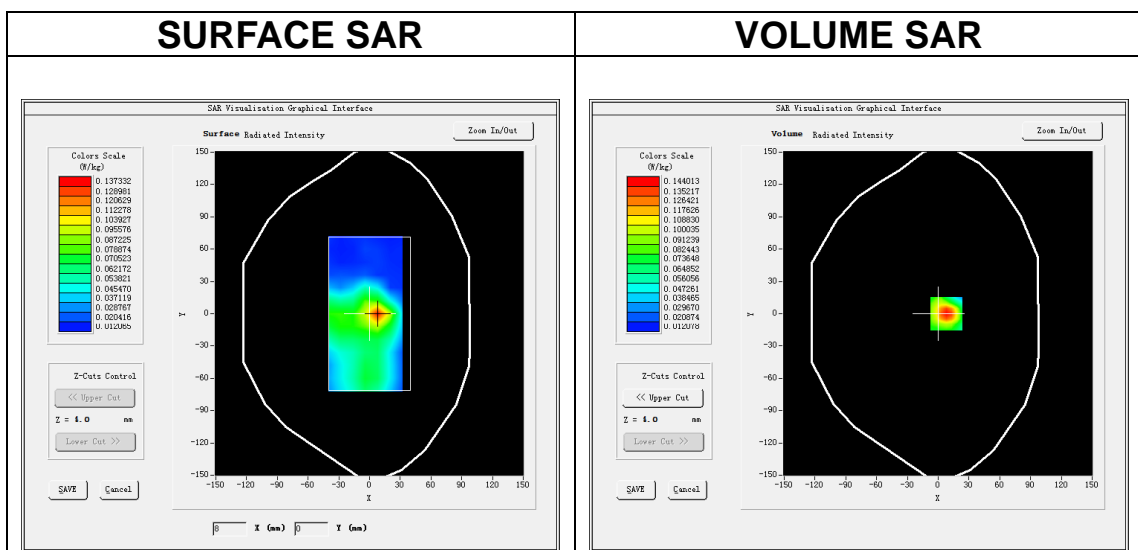 SURFACE SAR
VOLUME SAR
SAR Visualisation Graphical Interface
Surface Radiated Intensity
Zoom In/Out
Colors Scale
(W/kg)
0.137332
0.128981
0.120629
0.112278
0.103927
0.095576
0.087225
0.078874
0.070523
0.062172
0.053821
0.045470
0.037119
0.028767
0.020416
0.012065
Z-Cuts Control
<< Upper Cut
Z = 4.0 mm
Lower Cut >>
SAVE Cancel
150
120
90
60
30
0
-30
-60
-90
-120
-150
Y
-150 -120 -90 -60 -30 0 30 60 90 120 150
X
8 X (mm) 0 Y (mm)
SAR Visualisation Graphical Interface
Volume Radiated Intensity
Zoom In/Out
Colors Scale
(W/kg)
0.144013
0.135217
0.126421
0.117626
0.108830
0.100035
0.091239
0.082443
0.073648
0.064852
0.056056
0.047261
0.038465
0.029670
0.020874
0.012078
Z-Cuts Control
<< Upper Cut
Z = 4.0 mm
Lower Cut >>
SAVE Cancel
150
120
90
60
30
0
-30
-60
-90
-120
-150
Y
-150 -120 -90 -60 -30 0 30 60 90 120 150
X